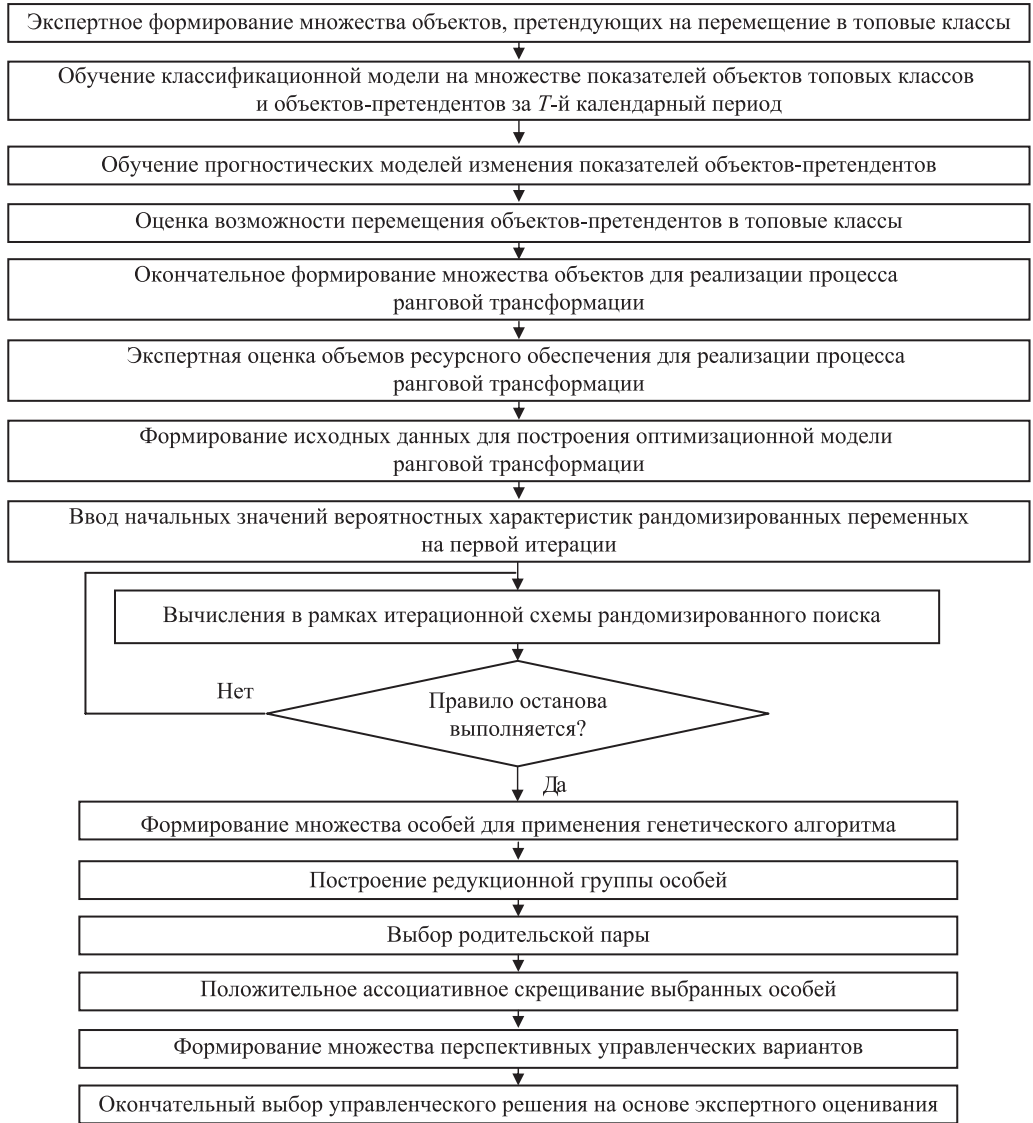 Экспертное формирование множества объектов, претендующих на перемещение в топовые классы
Обучение классификационной модели на множестве показателей объектов топовых классов
и объектов-претендентов за T-й календарный период
Обучение прогностических моделей изменения показателей объектов-претендентов
Оценка возможности перемещения объектов-претендентов в топовые классы
Окончательное формирование множества объектов для реализации процесса
ранговой трансформации
Экспертная оценка объемов ресурсного обеспечения для реализации процесса
ранговой трансформации
Формирование исходных данных для построения оптимизационной модели
ранговой трансформации
Ввод начальных значений вероятностных характеристик рандомизированных переменных
на первой итерации
Вычисления в рамках итерационной схемы рандомизированного поиска
Нет
Правило останова
выполняется?
Да
Формирование множества особей для применения генетического алгоритма
Построение редукционной группы особей
Выбор родительской пары
Положительное ассоциативное скрещивание выбранных особей
Формирование множества перспективных управленческих вариантов
Окончательный выбор управленческого решения на основе экспертного оценивания